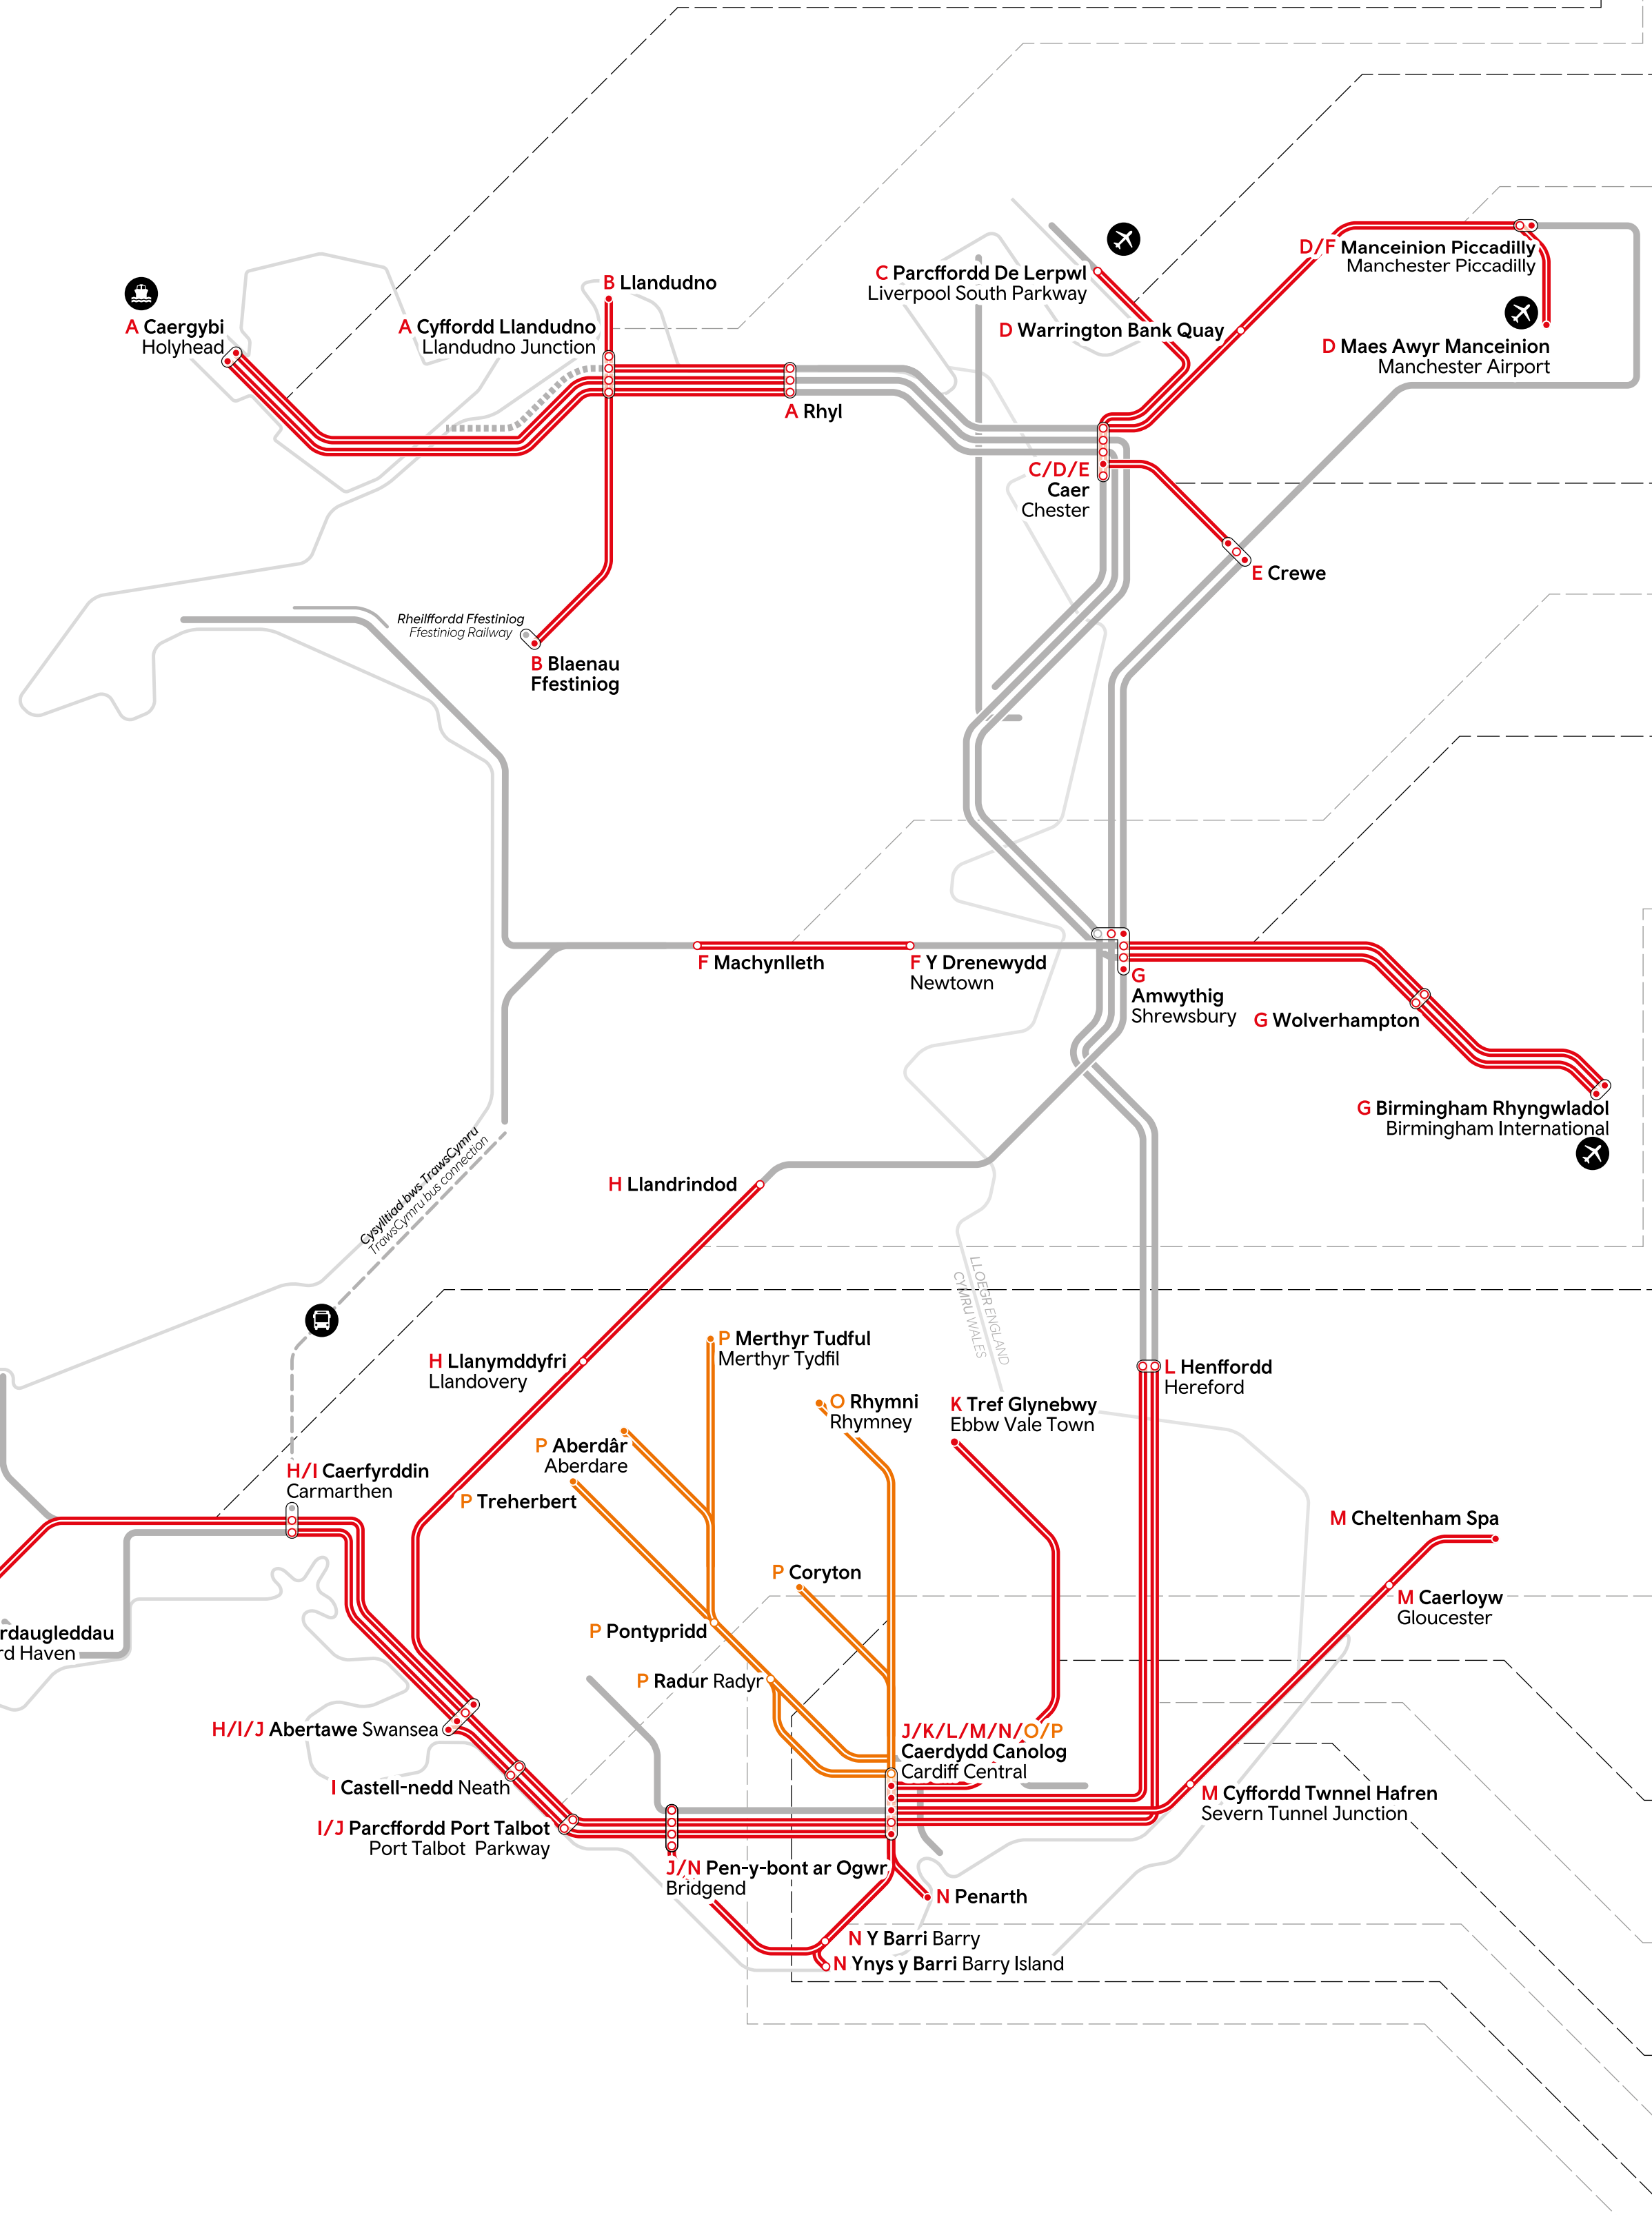 B Llandudno
C Parcffordd De Lerpwl
Liverpool South Parkway
D/F Manceinion Piccadilly
Manchester Piccadilly
A Caergybi
Holyhead
A Cyffordd Llandudno
Llandudno Junction
D Warrington Bank Quay
D Maes Awyr Manceinion
Manchester Airport
A Rhyl
C/D/E
Caer
Chester
E Crewe
Rheilffordd Ffestiniog
Ffestiniog Railway
B Blaenau
Ffestiniog
F Machynlleth
F Y Drenewydd
Newtown
G
Amwythig
Shrewsbury
G Wolverhampton
G Birmingham Rhyngwladol
Birmingham International
Cysylltiad bws TrawsCymru
TrawsCymru bus connection
H Llandrindod
LLOEGR ENGLAND
CYMRU WALES
P Merthyr Tudful
Merthyr Tydfil
H Llanymddyfri
Llandovery
L Henffordd
Hereford
O Rhymni
Rhymney
K Tref Glynebwy
Ebbw Vale Town
P Aberdâr
Aberdare
H/I Caerfyrddin
Carmarthen
P Treherbert
M Cheltenham Spa
P Coryton
M Caerloyw
Gloucester
rdaugleddau
rd Haven
P Pontypridd
P Radur Radyr
H/I/J Abertawe Swansea
J/K/L/M/N/O/P
Caerdydd Canolog
Cardiff Central
I Castell-nedd Neath
M Cyffordd Twnnel Hafren
Severn Tunnel Junction
I/J Parcffordd Port Talbot
Port Talbot Parkway
J/N Pen-y-bont ar Ogwr
Bridgend
N Penarth
N Y Barri Barry
N Ynys y Barri Barry Island